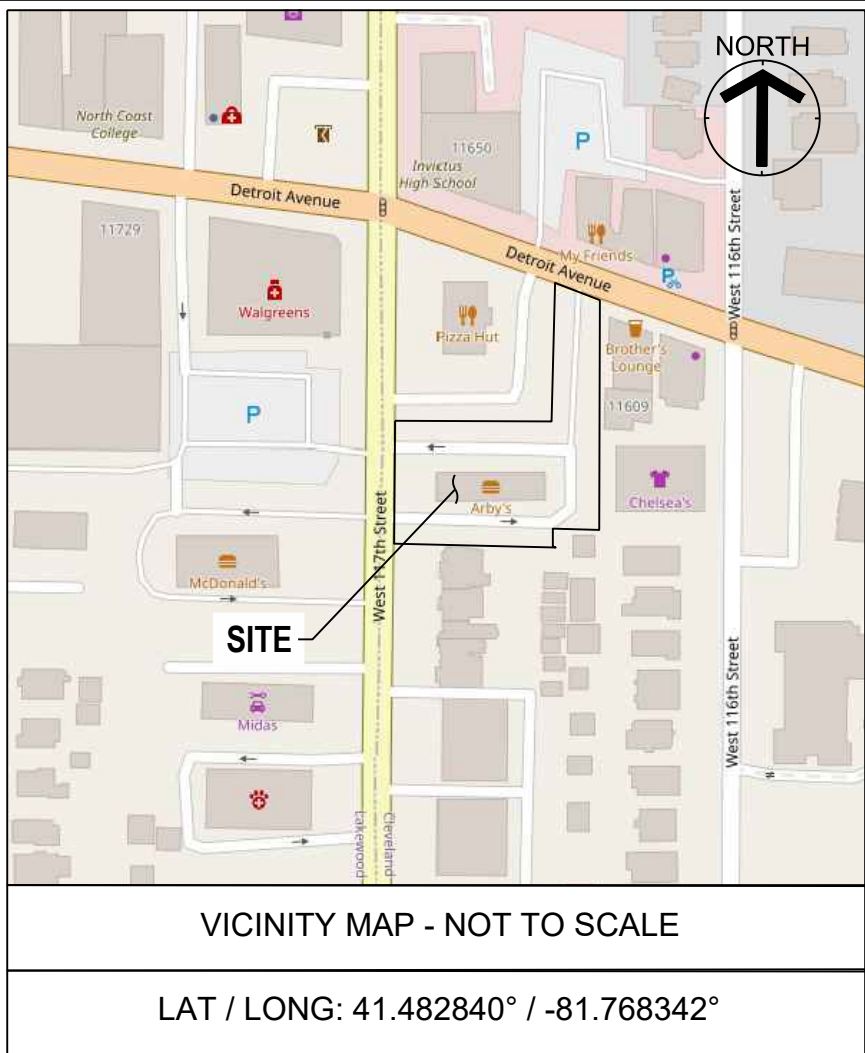 NORTH
North Coast
College
11650
Invictus
High School
P
Detroit Avenue
11729
My Friends
Detroit Avenue
P
West 116th Street
Walgreens
Pizza Hut
Brother's
Lounge
11609
P
Arby's
Chelsea's
West 117th Street
McDonald's
SITE
Midas
West 116th Street
Lakewood
Cleveland
VICINITY MAP - NOT TO SCALE
LAT / LONG: 41.482840° / -81.768342°